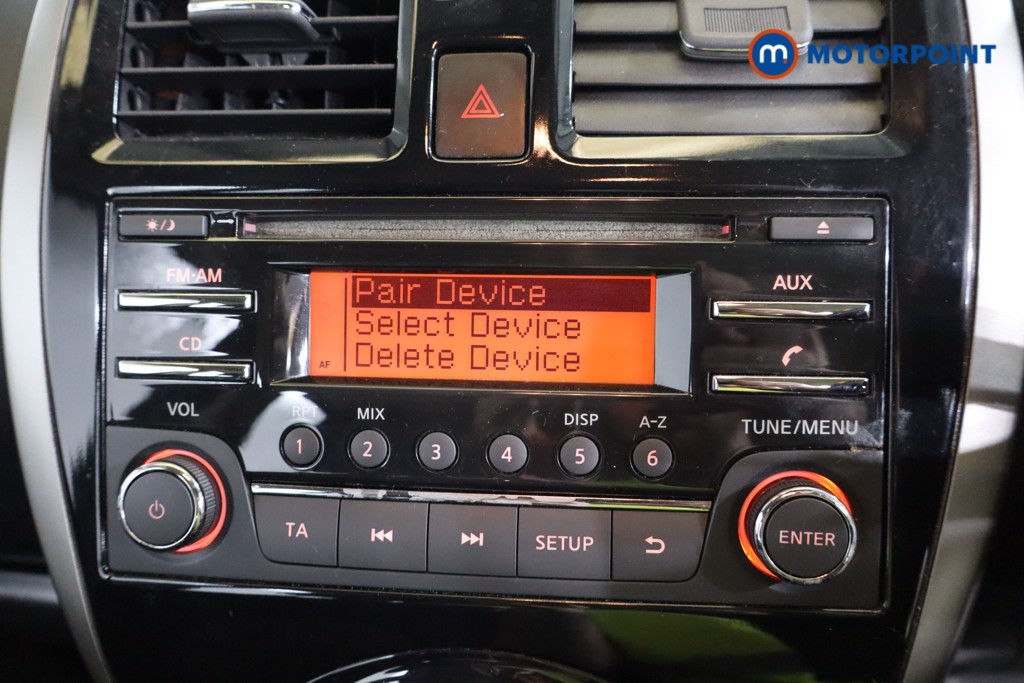 MOTORPOINT
FM·AM
AUX
Pair Device
Select Device
Delete Device
AF
CD
VOL
RPT
MIX
DISP
A-Z
TUNE/MENU
1
2
3
4
5
6
TA
SETUP
ENTER